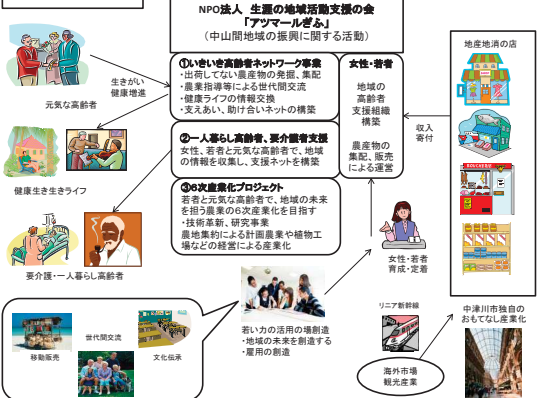 NPO法人 生涯の地域活動支援の会
「アツマールぎふ」
(中山間地域の振興に関する活動)
①いきいき高齢者ネットワーク事業
・出荷してない農産物の発掘、集配
・農業指導等による世代間交流
・健康ライフの情報交換
・支えあい、助け合いネットの構築
②一人暮らし高齢者、要介護者支援
女性、若者と元気な高齢者で、地域
の情報を収集し、支援ネットを構築
③6次産業化プロジェクト
若者と元気な高齢者で、地域の未来
を担う農業の6次産業化を目指す
・技術革新、研究事業
農地集約による計画農業や植物工
場などの経営による産業化
女性・若者
地域の
高齢者
支援組織
構築
農産物の
集配、販売
による運営
地産地消の店
BOUCHERIE
収入
寄付
生きがい
健康増進
元気な高齢者
健康生き生きライフ
要介護・一人暮らし高齢者
女性・若者
育成・定着
世代間交流
移動販売
文化伝承
若い力の活用の場創造
・地域の未来を創造する
・雇用の創造
リニア新幹線
海外市場
観光産業
中津川市独自の
おもてなし産業化